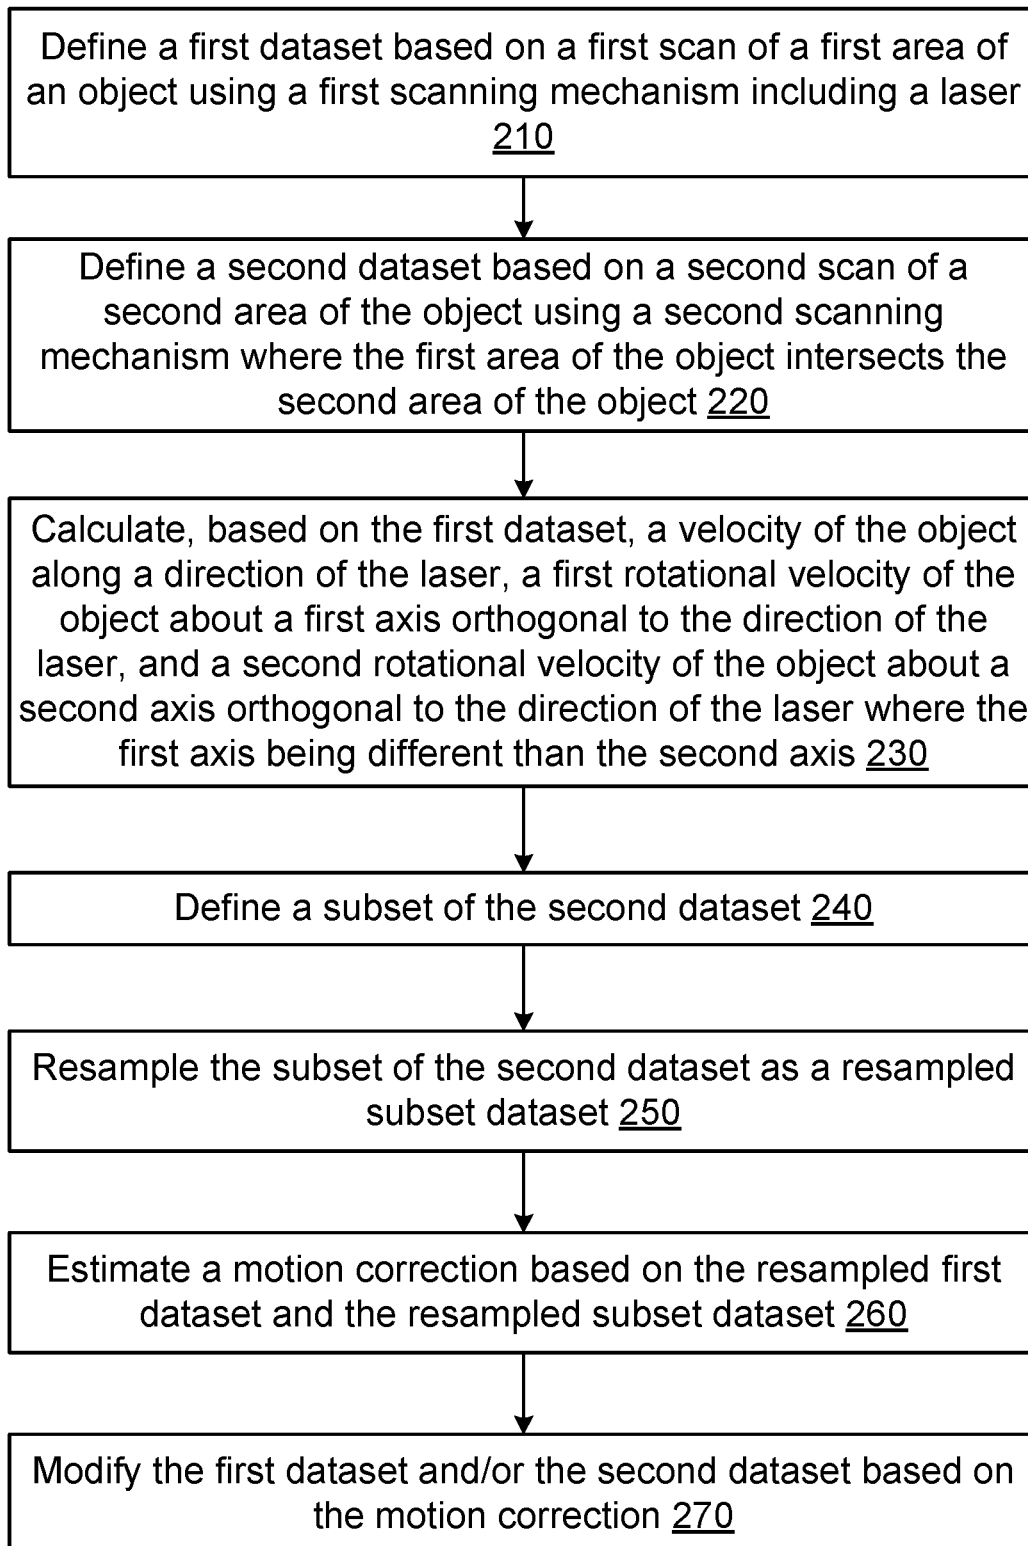 Define a first dataset based on a first scan of a first area of
an object using a first scanning mechanism including a laser
210
Define a second dataset based on a second scan of a
second area of the object using a second scanning
mechanism where the first area of the object intersects the
second area of the object 220
Calculate, based on the first dataset, a velocity of the object
along a direction of the laser, a first rotational velocity of the
object about a first axis orthogonal to the direction of the
laser, and a second rotational velocity of the object about a
second axis orthogonal to the direction of the laser where the
first axis being different than the second axis 230
Define a subset of the second dataset 240
Resample the subset of the second dataset as a resampled
subset dataset 250
Estimate a motion correction based on the resampled first
dataset and the resampled subset dataset 260
Modify the first dataset and/or the second dataset based on
the motion correction 270